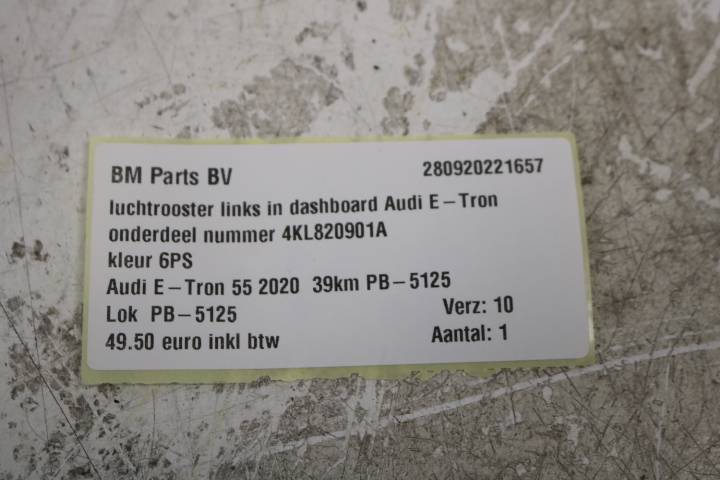 BM Parts BV 280920221657
luchtrooster links in dashboard Audi E-Tron
onderdeel nummer 4KL820901A
kleur 6PS
Audi E-Tron 55 2020 39km PB-5125
Lok PB-5125 Verz: 10
49.50 euro inkl btw Aantal: 1